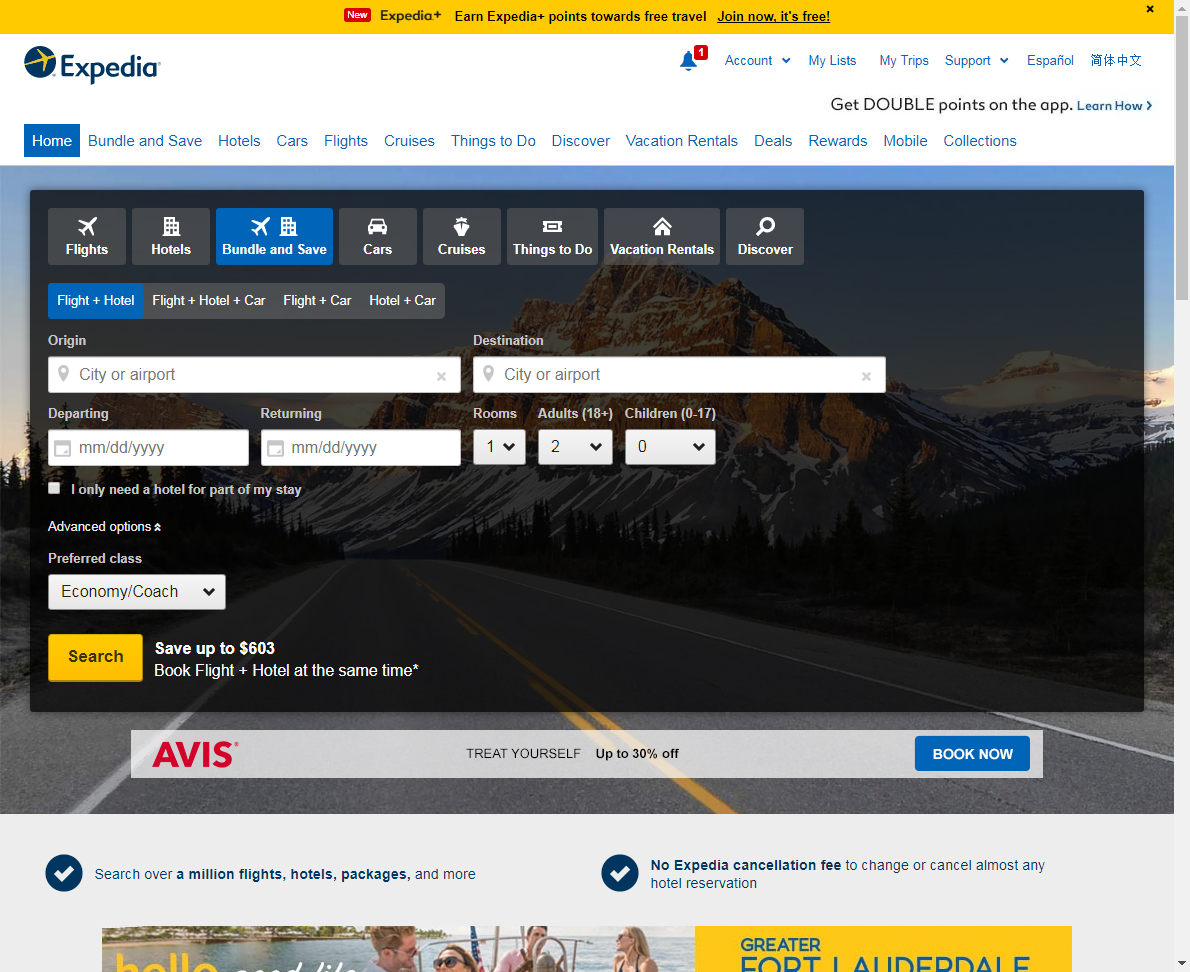 New Expedia+ Earn Expedia+ points towards free travel Join now, it's free!
Expedia
1 Account My Lists My Trips Support Español 简体中文
Get DOUBLE points on the app. Learn How
Home Bundle and Save Hotels Cars Flights Cruises Things to Do Discover Vacation Rentals Deals Rewards Mobile Collections
Flights Hotels Bundle and Save Cars Cruises Things to Do Vacation Rentals Discover
Flight + Hotel Flight + Hotel + Car Flight + Car Hotel + Car
Origin Destination
City or airport City or airport
Departing Returning Rooms Adults (18+) Children (0-17)
mm/dd/yyyy mm/dd/yyyy 1 2 0
I only need a hotel for part of my stay
Advanced options
Preferred class
Economy/Coach
Search
Save up to $603
Book Flight + Hotel at the same time*
AVIS® TREAT YOURSELF Up to 30% off BOOK NOW
Search over a million flights, hotels, packages, and more
No Expedia cancellation fee to change or cancel almost any
hotel reservation
hello good life
GREATER
FORT LAUDERDALE